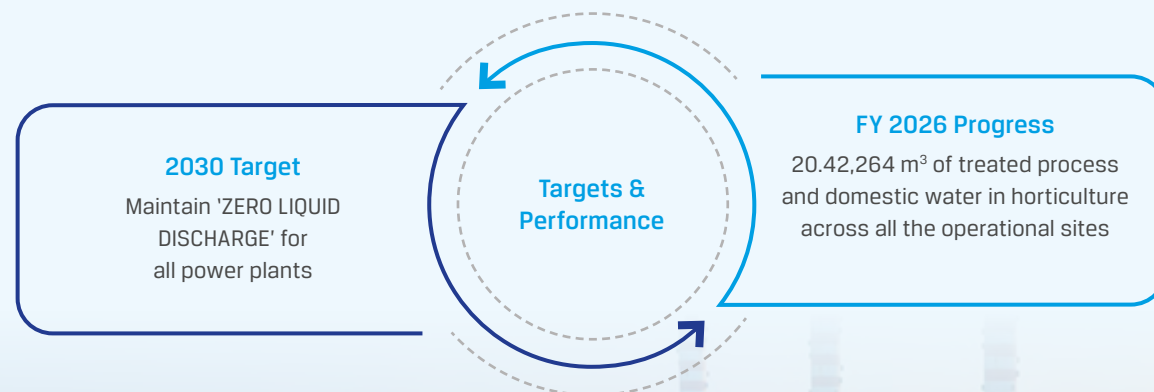 2030 Target
Maintain ‘ZERO LIQUID
DISCHARGE’ for
all power plants
Targets &
Performance
FY 2026 Progress
20.42,264 m³ of treated process
and domestic water in horticulture
across all the operational sites